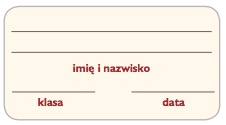 imię i nazwisko
klasa data